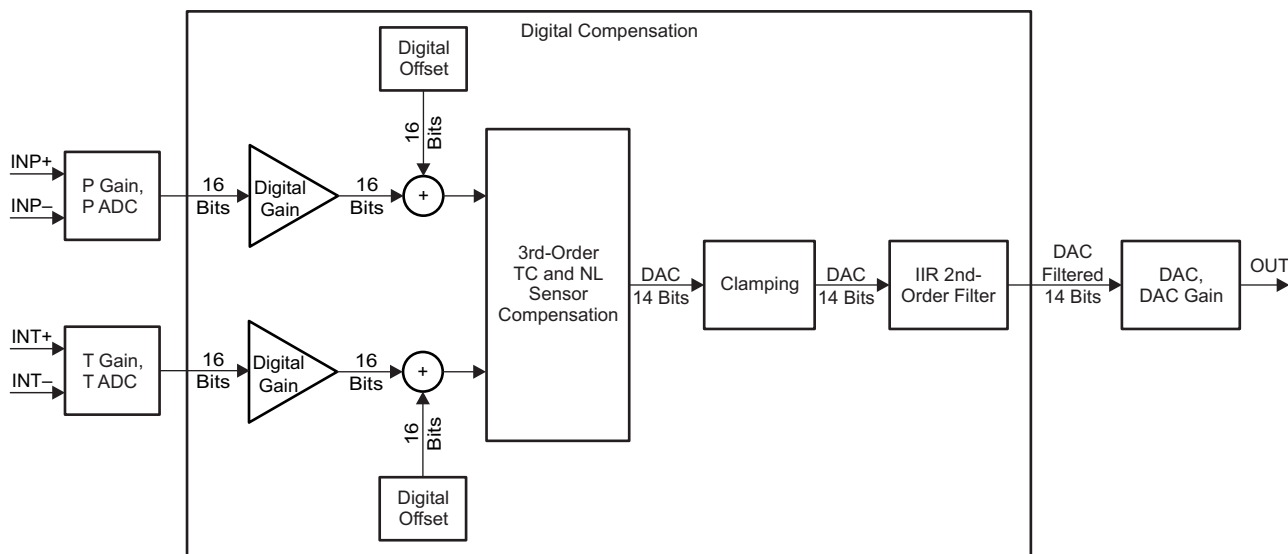 Digital Compensation
Digital
Offset
16
Bits
INP+
INP–
P Gain,
P ADC
16
Bits
Digital
Gain
16
Bits
+
3rd-Order
TC and NL
Sensor
Compensation
DAC
14 Bits
Clamping
DAC
14 Bits
IIR 2nd-
Order Filter
DAC
Filtered
14 Bits
DAC,
DAC Gain
OUT
INT+
INT–
T Gain,
T ADC
16
Bits
Digital
Gain
16
Bits
+
16
Bits
Digital
Offset